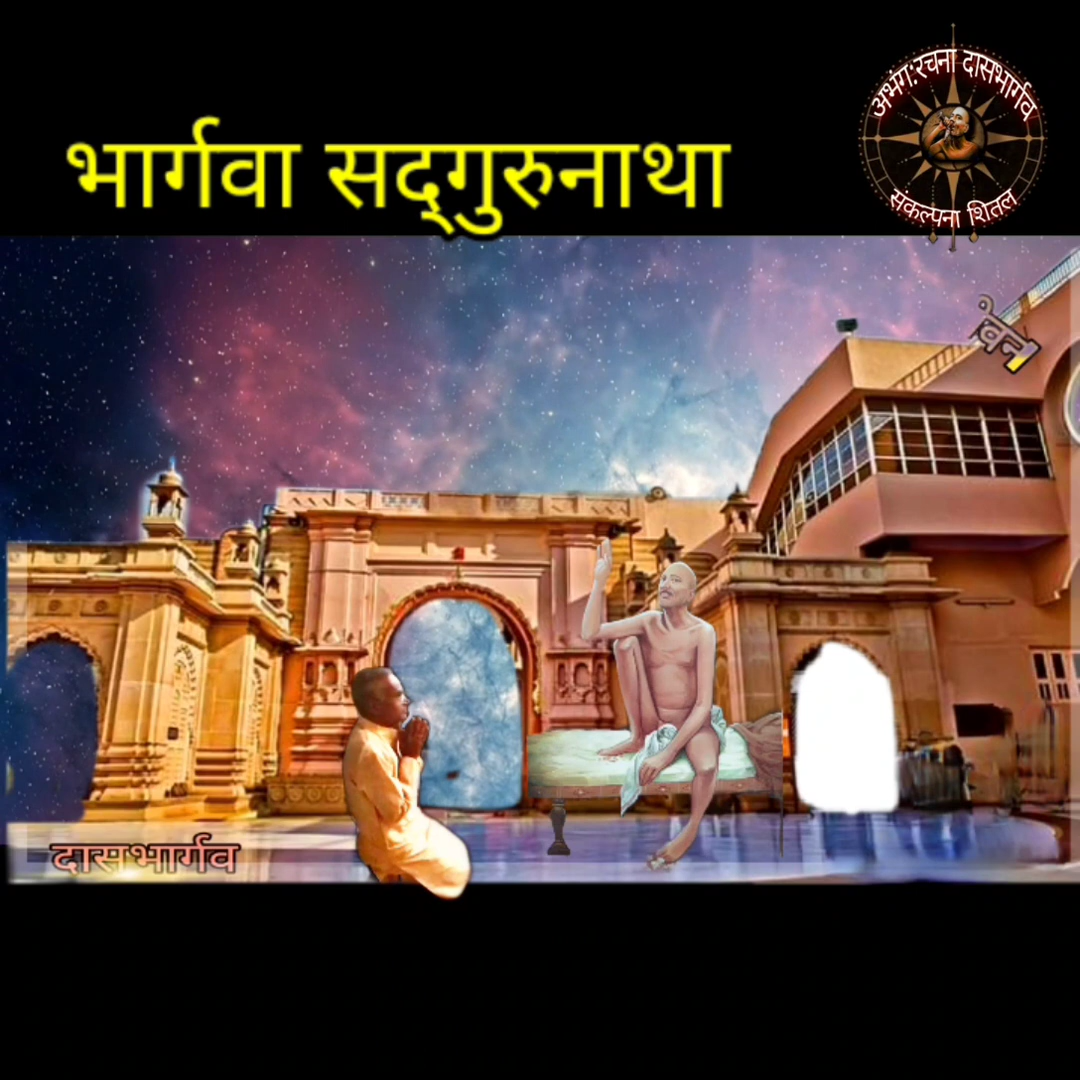 अभंग:रचना दासभार्गव
संकल्पना शितल
भार्गवा सद्‌गुरुनाथा
दासभार्गव